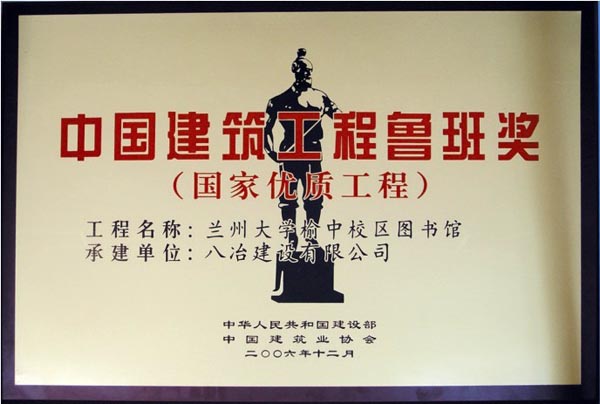 中国建筑工程鲁班奖
（国家优质工程）
工程名称：兰州大学榆中校区图书馆
承建单位：八冶建设有限公司
中华人民共和国建设部
中国建筑业协会
二〇〇六年十二月